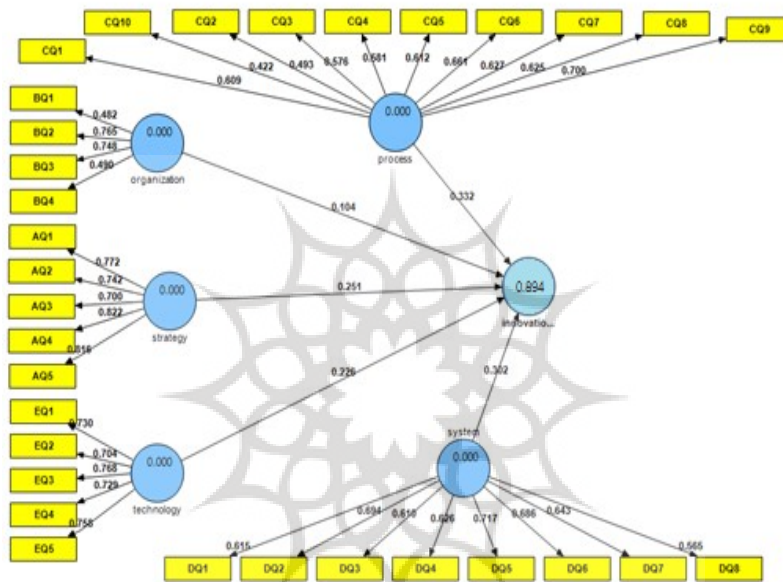 CQ10
CQ2
CQ3
CQ4
CQ5
CQ6
CQ7
CQ8
CQ9
CQ1
0.609
0.422
0.493
0.576
0.581
0.612
0.661
0.627
0.625
0.700
0.000
process
BQ1
BQ2
BQ3
BQ4
0.482
0.765
0.748
0.490
0.000
organization
0.104
0.332
AQ1
AQ2
AQ3
AQ4
AQ5
0.772
0.742
0.700
0.822
0.816
0.000
strategy
0.251
0.894
innovatio...
0.226
0.302
EQ1
EQ2
EQ3
EQ4
EQ5
0.730
0.704
0.768
0.729
0.758
0.000
technology
system
0.000
0.615
0.694
0.610
0.626
0.717
0.686
0.643
0.565
DQ1
DQ2
DQ3
DQ4
DQ5
DQ6
DQ7
DQ8